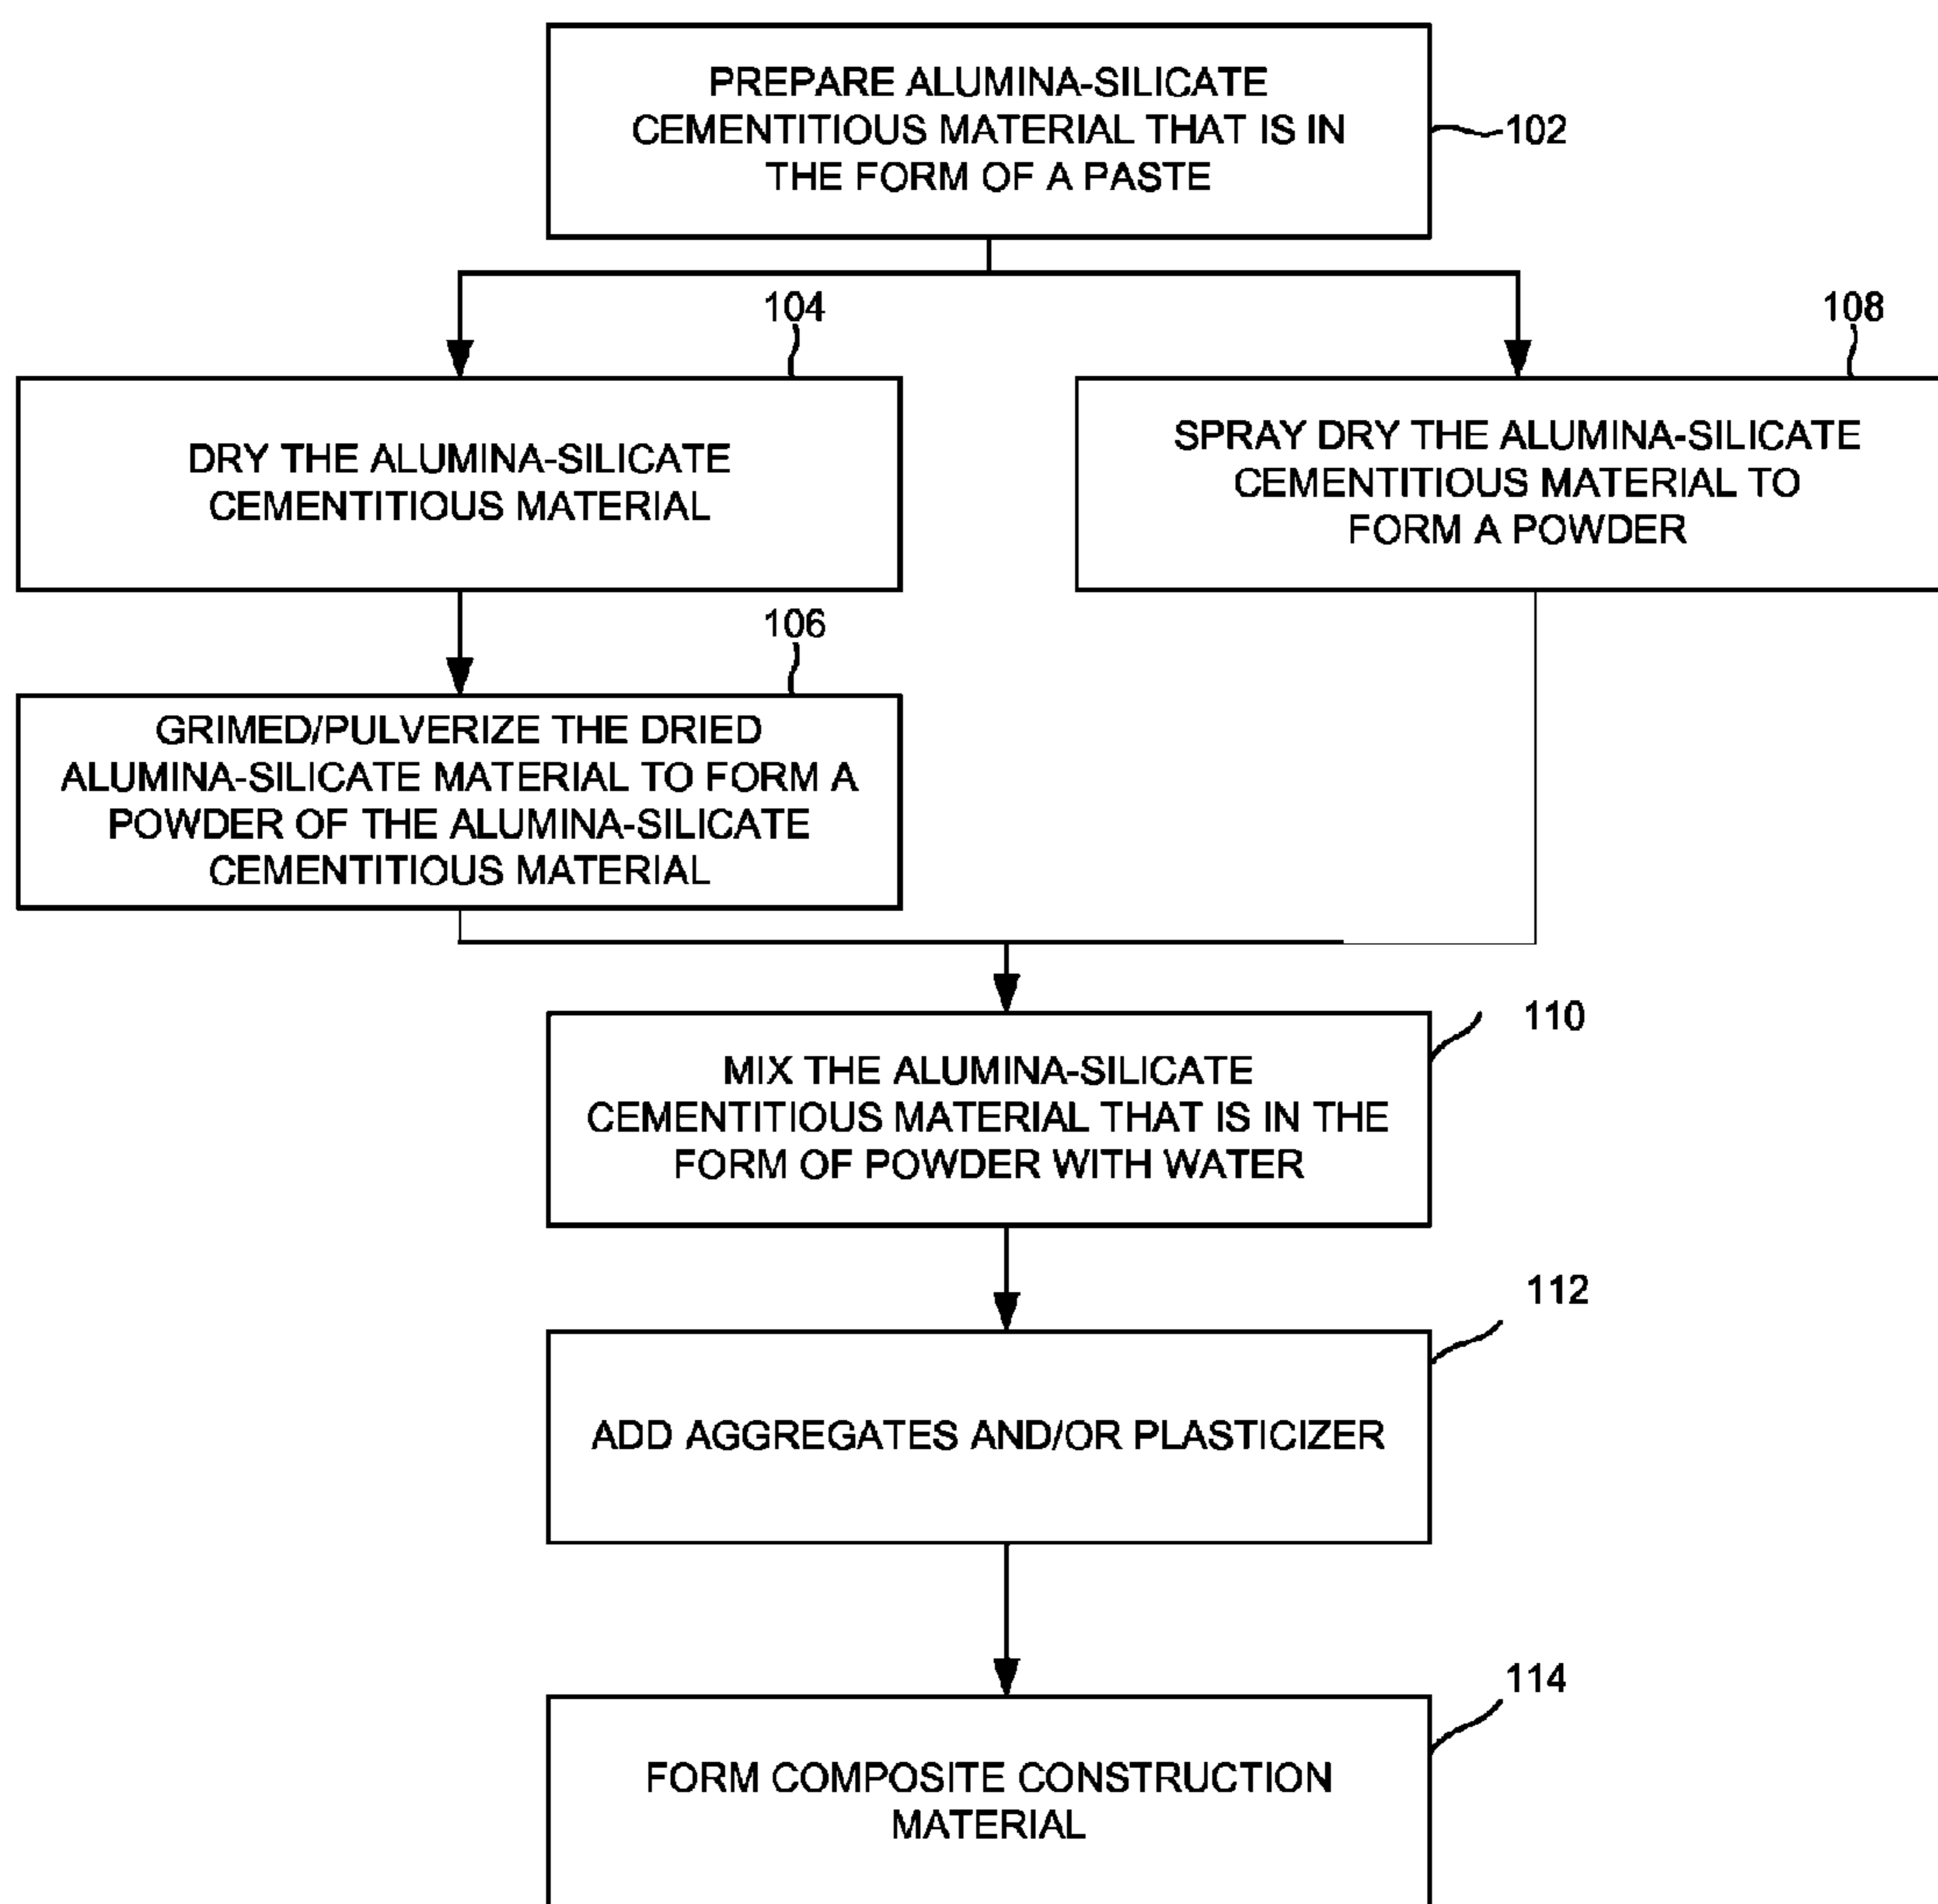 PREPARE ALUMINA-SILICATE
CEMENTITIOUS MATERIAL THAT IS IN
THE FORM OF A PASTE
102
104
108
DRY THE ALUMINA-SILICATE
CEMENTITIOUS MATERIAL
SPRAY DRY THE ALUMINA-SILICATE
CEMENTITIOUS MATERIAL TO
FORM A POWDER
106
GRIMED/PULVERIZE THE DRIED
ALUMINA-SILICATE MATERIAL TO FORM A
POWDER OF THE ALUMINA-SILICATE
CEMENTITIOUS MATERIAL
110
MIX THE ALUMINA-SILICATE
CEMENTITIOUS MATERIAL THAT IS IN THE
FORM OF POWDER WITH WATER
112
ADD AGGREGATES AND/OR PLASTICIZER
114
FORM COMPOSITE CONSTRUCTION
MATERIAL